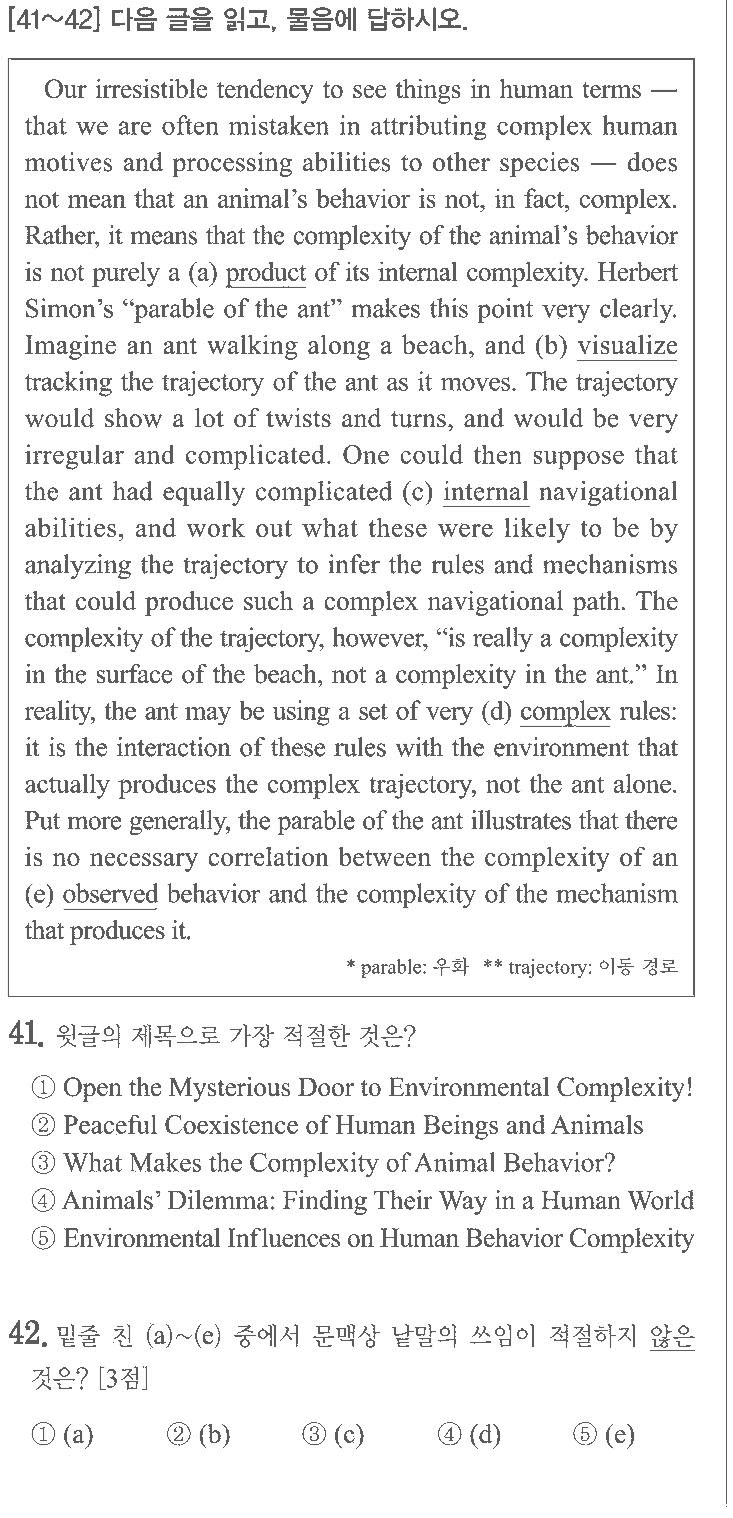 [41～42] 다음 글을 읽고, 물음에 답하시오.
Our irresistible tendency to see things in human terms —
that we are often mistaken in attributing complex human
motives and processing abilities to other species — does
not mean that an animal’s behavior is not, in fact, complex.
Rather, it means that the complexity of the animal’s behavior
is not purely a (a) product of its internal complexity. Herbert
Simon’s “parable of the ant” makes this point very clearly.
Imagine an ant walking along a beach, and (b) visualize
tracking the trajectory of the ant as it moves. The trajectory
would show a lot of twists and turns, and would be very
irregular and complicated. One could then suppose that
the ant had equally complicated (c) internal navigational
abilities, and work out what these were likely to be by
analyzing the trajectory to infer the rules and mechanisms
that could produce such a complex navigational path. The
complexity of the trajectory, however, “is really a complexity
in the surface of the beach, not a complexity in the ant.” In
reality, the ant may be using a set of very (d) complex rules:
it is the interaction of these rules with the environment that
actually produces the complex trajectory, not the ant alone.
Put more generally, the parable of the ant illustrates that there
is no necessary correlation between the complexity of an
(e) observed behavior and the complexity of the mechanism
that produces it.
* parable: 우화 ** trajectory: 이동 경로
41. 윗글의 제목으로 가장 적절한 것은?
① Open the Mysterious Door to Environmental Complexity!
② Peaceful Coexistence of Human Beings and Animals
③ What Makes the Complexity of Animal Behavior?
④ Animals’ Dilemma: Finding Their Way in a Human World
⑤ Environmental Influences on Human Behavior Complexity
42. 밑줄 친 (a)~(e) 중에서 문맥상 낱말의 쓰임이 적절하지 않은
것은? [3점]
① (a) ② (b) ③ (c) ④ (d) ⑤ (e)